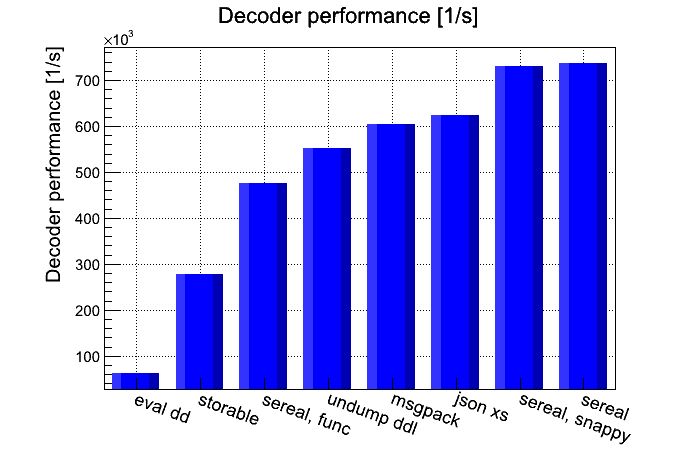 Decoder performance [1/s]
×10³
Decoder performance [1/s]
700
600
500
400
300
200
100
eval dd
storable
sereal, func
undump ddl
msgpack
json xs
sereal, snappy
sereal